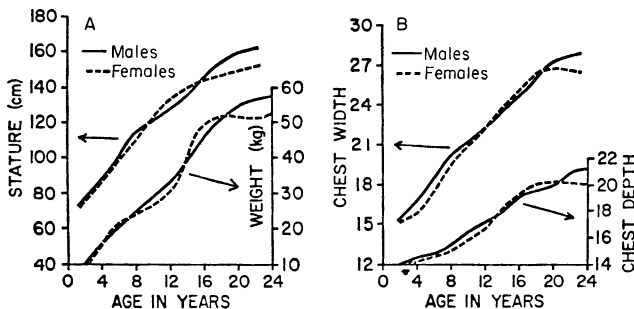 A
Males
Females
STATURE (cm)
180
160
140
120
100
80
60
40
WEIGHT (kg)
60
50
40
30
20
10
0 4 8 12 16 20 24
AGE IN YEARS
B
Males
Females
CHEST WIDTH
30
27
24
21
18
15
12
CHEST DEPTH
22
20
18
16
14
0 4 8 12 16 20 24
AGE IN YEARS